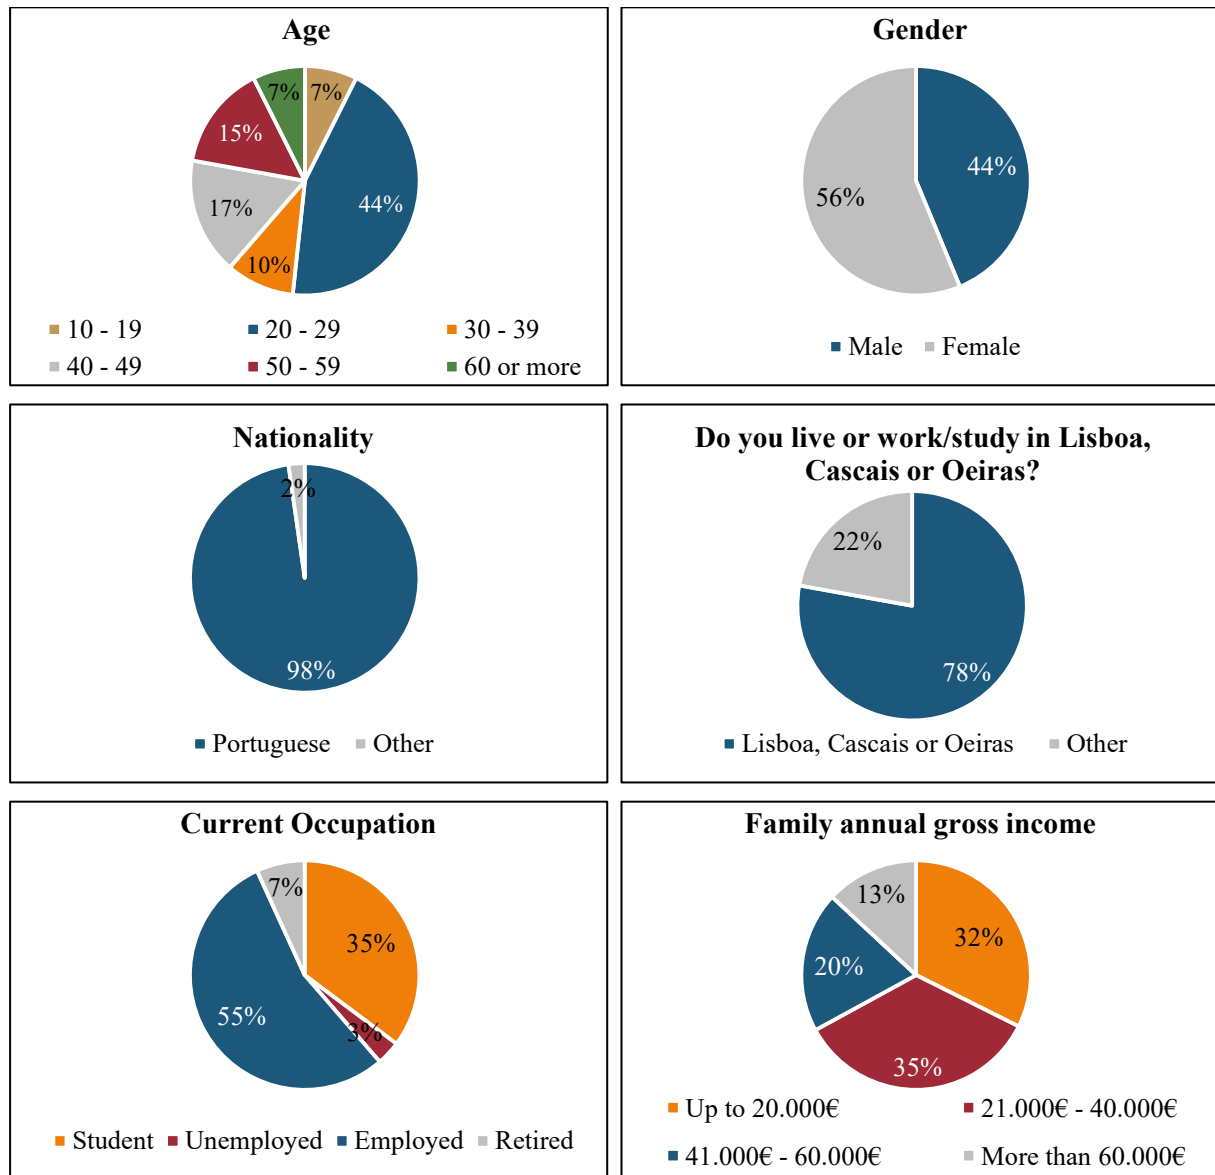 Age
7%
7%
15%
44%
17%
10%
10 - 19
20 - 29
30 - 39
40 - 49
50 - 59
60 or more
Gender
44%
56%
Male
Female
Nationality
2%
98%
Portuguese
Other
Do you live or work/study in Lisboa,
Cascais or Oeiras?
22%
78%
Lisboa, Cascais or Oeiras
Other
Current Occupation
7%
35%
55%
3%
Student
Unemployed
Employed
Retired
Family annual gross income
13%
32%
20%
35%
Up to 20.000€
21.000€ - 40.000€
41.000€ - 60.000€
More than 60.000€